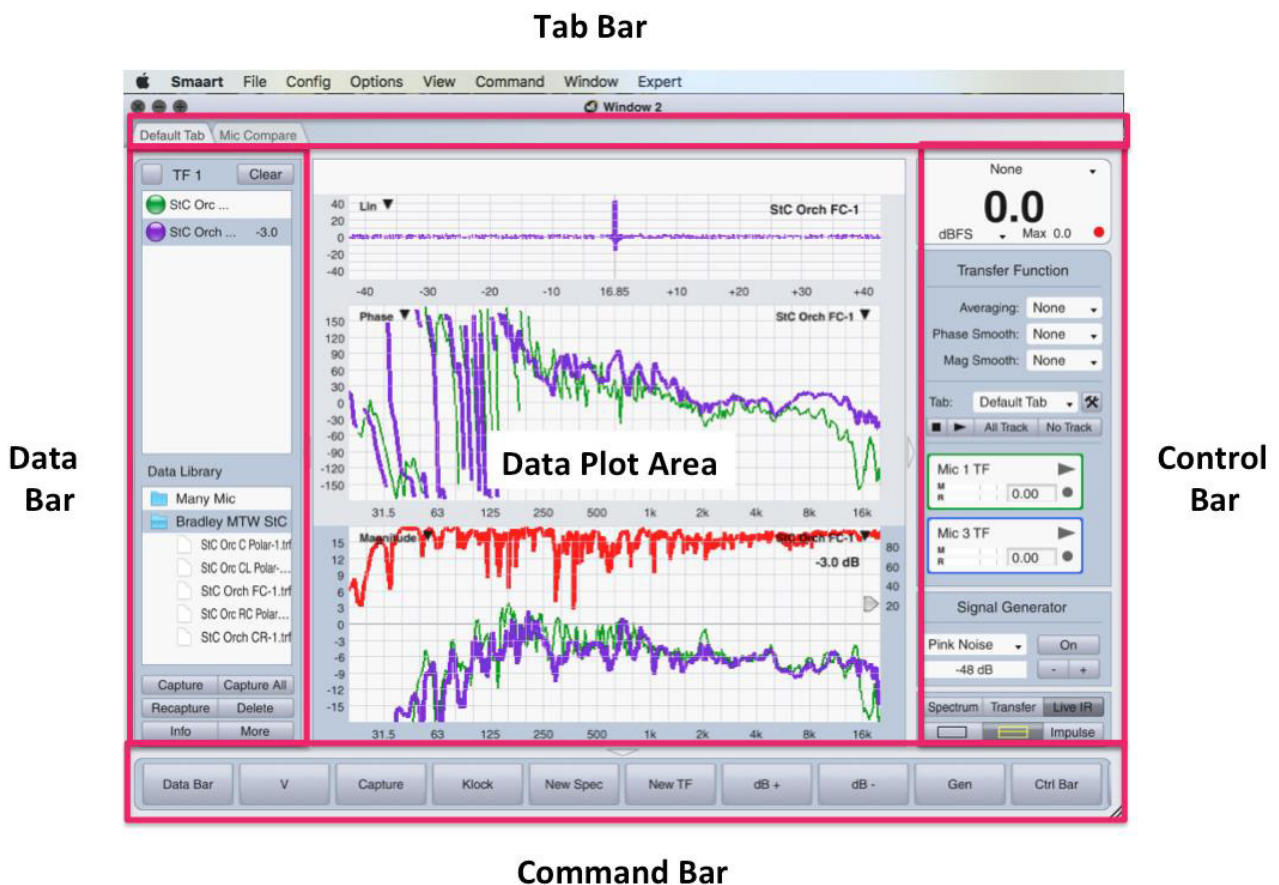 Tab Bar
Smaart File Config Options View Command Window Expert
Window 2
Default Tab Mic Compare
TF 1 Clear
StC Orc ...
StC Orch ... -3.0
Data Library
Many Mic
Bradley MTW StC
StC Orc C Polar-1.trf
StC Orc CL Polar-...
StC Orch FC-1.trf
StC Orc RC Polar...
StC Orch CR-1.trf
Capture Capture All
Recapture Delete
Info More
Data
Bar
Lin StC Orch FC-1
40
20
0
-20
-40
-40 -30 -20 -10 16.85 +10 +20 +30 +40
Phase StC Orch FC-1
150
120
90
60
30
0
-30
-60
-90
-120
-150
Data Plot Area
31.5 63 125 250 500 1k 2k 4k 8k 16k
Magnitude StC Orch FC-1
-3.0 dB
15
12
9
6
3
0
-3
-6
-9
-12
-15
80
60
40
20
31.5 63 125 250 500 1k 2k 4k 8k 16k
None
0.0
dBFS Max 0.0
Transfer Function
Averaging: None
Phase Smooth: None
Mag Smooth: None
Tab: Default Tab
All Track No Track
Mic 1 TF
M
R 0.00
Mic 3 TF
M
R 0.00
Signal Generator
Pink Noise On
-48 dB - +
Spectrum Transfer Live IR
Impulse
Control
Bar
Data Bar V Capture Klock New Spec New TF dB + dB - Gen Ctrl Bar
Command Bar